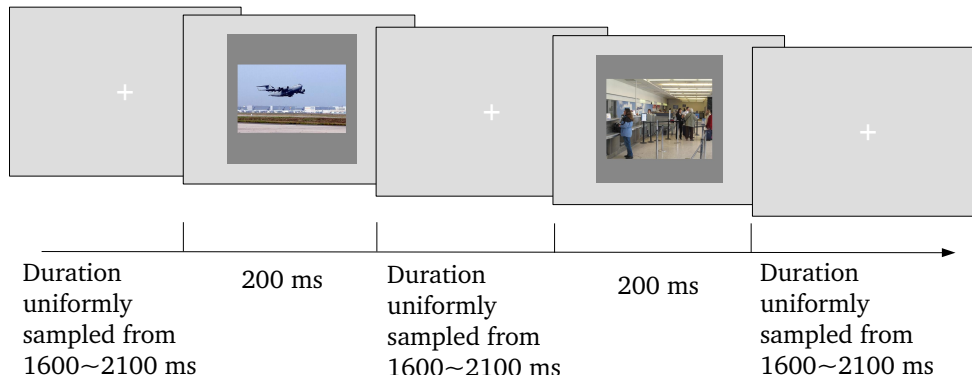 Duration
uniformly
sampled from
1600~2100 ms
200 ms
Duration
uniformly
sampled from
1600~2100 ms
200 ms
Duration
uniformly
sampled from
1600~2100 ms